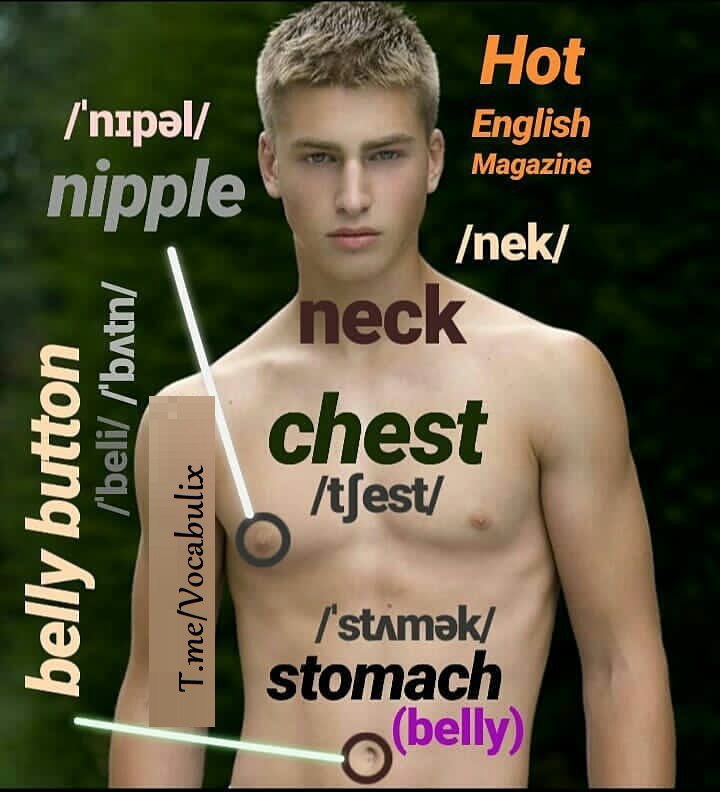 Hot
English
Magazine
/ˈnɪpəl/
nipple
/nek/
neck
chest
/tʃest/
belly button
/ˈbeli/ /ˈbʌtn/
T.me/Vocabulix
/ˈstʌmək/
stomach
(belly)